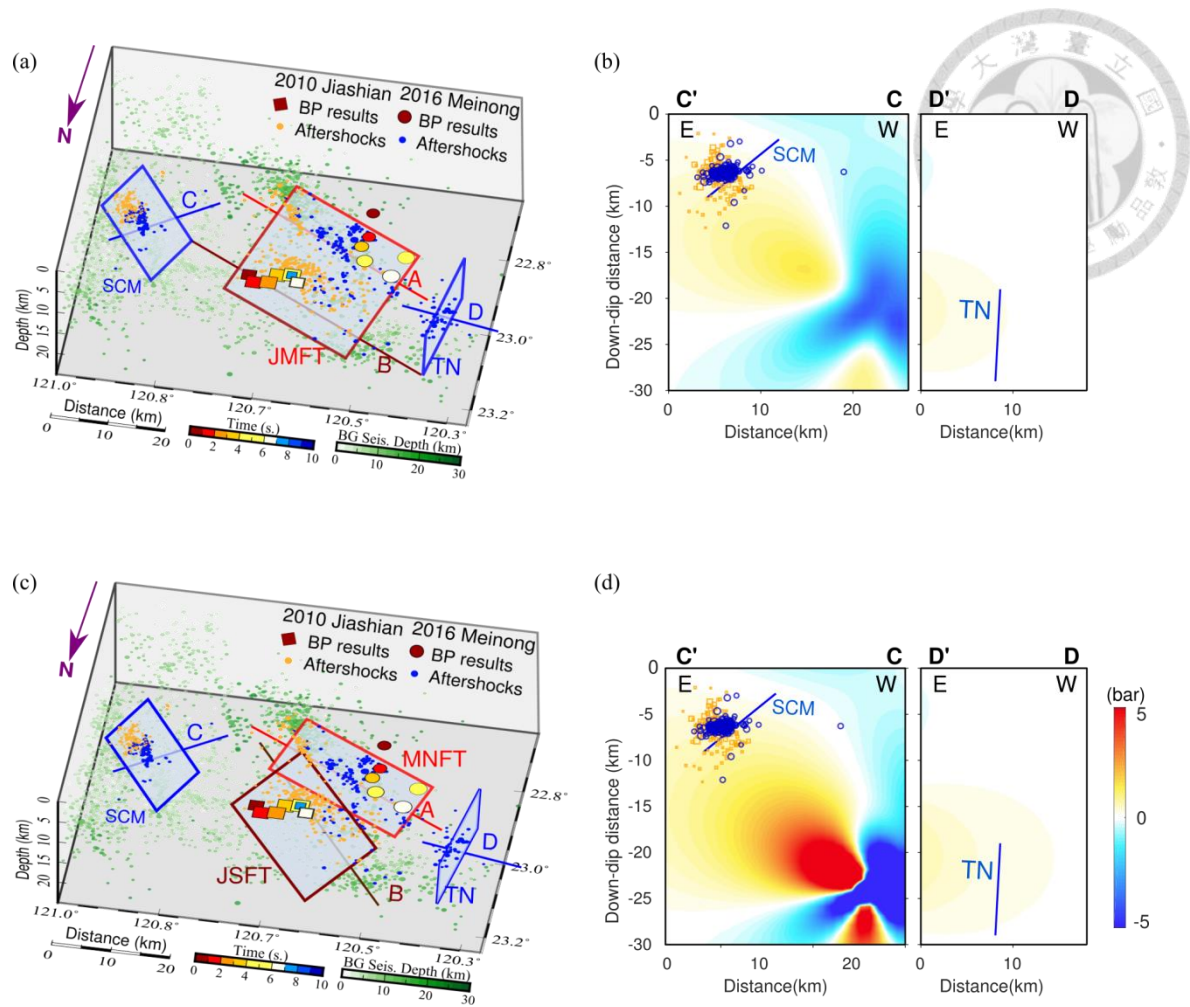 (a)
N
2010 Jiashian 2016 Meinong
BP results BP results
Aftershocks Aftershocks
C
SCM
A
D
JMFT
B
TN
Depth (km)
0
5
10
15
20
121.0° 120.8° 120.7° 120.5° 120.3°
22.8°
23.0°
23.2°
Distance (km)
0 10 20
Time (s.)
0 2 4 6 8 10
BG Seis. Depth (km)
0 10 20 30
(b)
C' C D' D
E W E W
SCM
TN
Down-dip distance (km)
0
-5
-10
-15
-20
-25
-30
0 10 20 0 10
Distance(km) Distance(km)
大灣臺立
國
(c)
N
2010 Jiashian 2016 Meinong
BP results BP results
Aftershocks Aftershocks
C
SCM
MNFT
A
D
JSFT
B
TN
Depth (km)
0
5
10
15
20
121.0° 120.8° 120.7° 120.5° 120.3°
22.8°
23.0°
23.2°
Distance (km)
0 10 20
Time (s.)
0 2 4 6 8 10
BG Seis. Depth (km)
0 10 20 30
(d)
C' C D' D
E W E W
SCM
TN
Down-dip distance (km)
0
-5
-10
-15
-20
-25
-30
0 10 20 0 10
Distance(km) Distance(km)
(bar)
5
0
-5